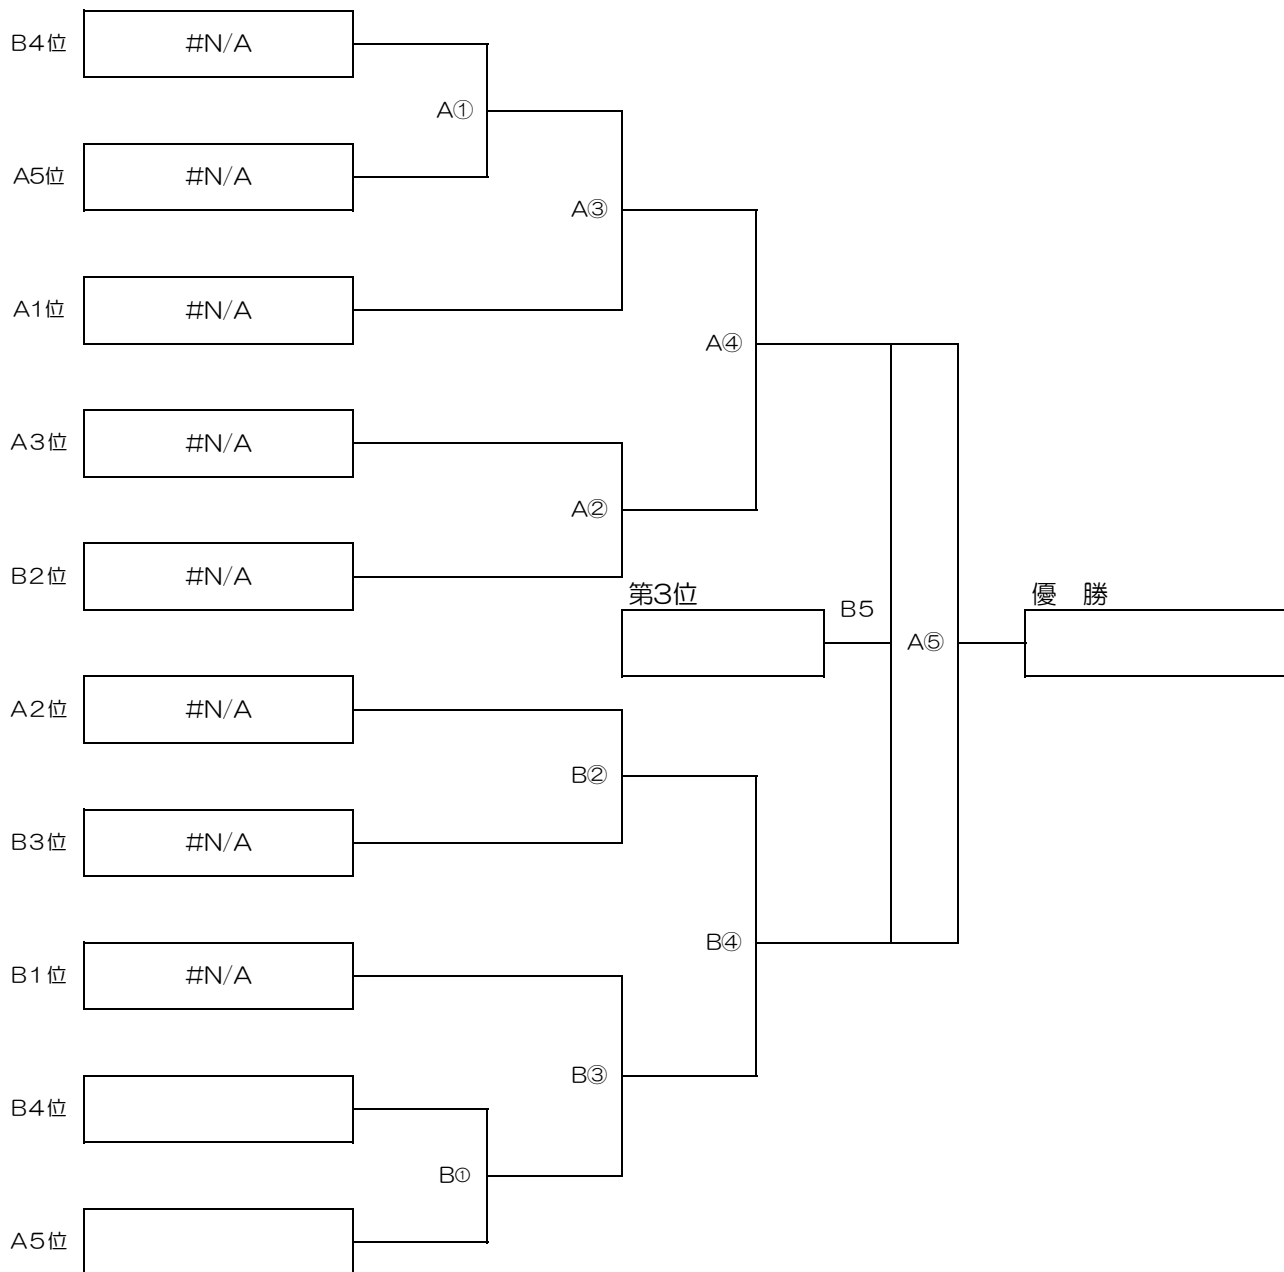 B4位 #N/A
A①
A5位 #N/A
A③
A1位 #N/A
A④
A3位 #N/A
A②
B2位 #N/A
第3位
B5
優　勝
A⑤
A2位 #N/A
B②
B3位 #N/A
B④
B1位 #N/A
B③
B4位
B①
A5位